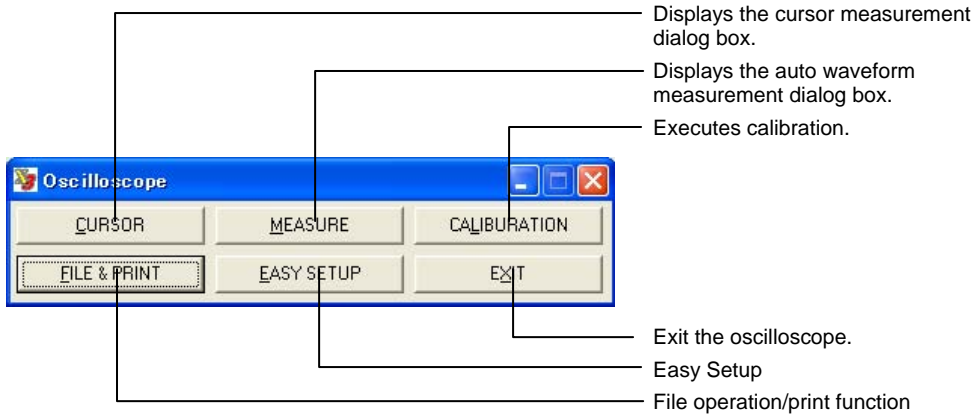 Displays the cursor measurement
dialog box.
Displays the auto waveform
measurement dialog box.
Executes calibration.
Oscilloscope
CURSOR
MEASURE
CALIBURATION
FILE & PRINT
EASY SETUP
EXIT
Exit the oscilloscope.
Easy Setup
File operation/print function